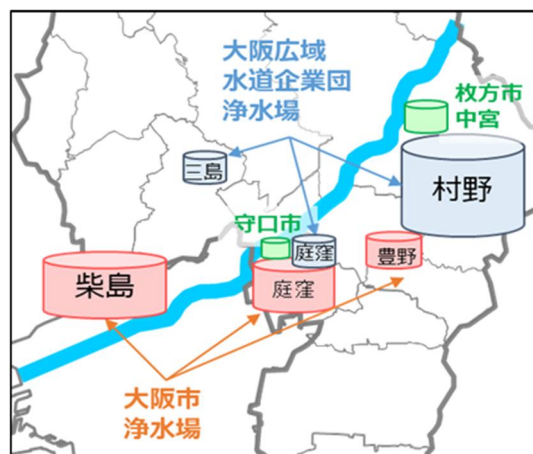 大阪広域
水道企業団
浄水場
枚方市
中宮
三島
村野
守口市
庭窪
豊野
柴島
庭窪
大阪市
浄水場